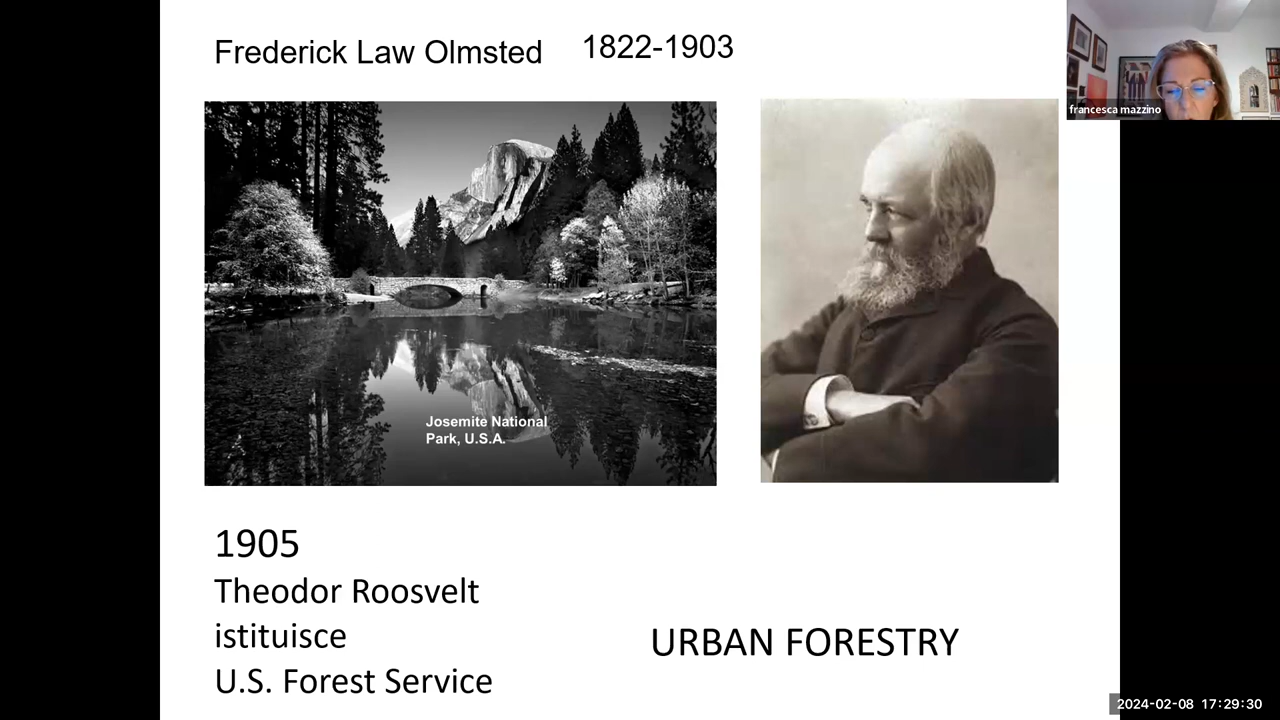 Frederick Law Olmsted 1822-1903
francesca mazzino
Josemite National
Park, U.S.A.
1905
Theodor Roosvelt
istituisce
U.S. Forest Service
URBAN FORESTRY
2024-02-08 17:29:30